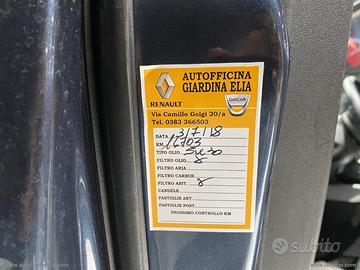 AUTOFFICINA
GIARDINA ELIA
RENAULT
DACIA
Via Camillo Golgi 20/a
Tel. 0383 366503
DATA 3/7/18
KM 16703
TIPO OLIO 5W30
FILTRO OLIO
FILTRO ARIA
FILTRO CARBUR.
FILTRO ABIT.
CANDELE
PASTIGLIE ANT.
PASTIGLIE POST.
PROSSIMO CONTROLLO KM
subito